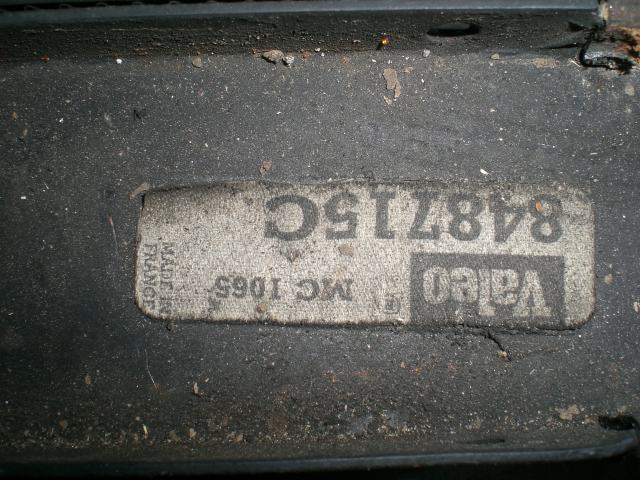 Valeo
MC 1065
848715C
MADE IN
FRANCE